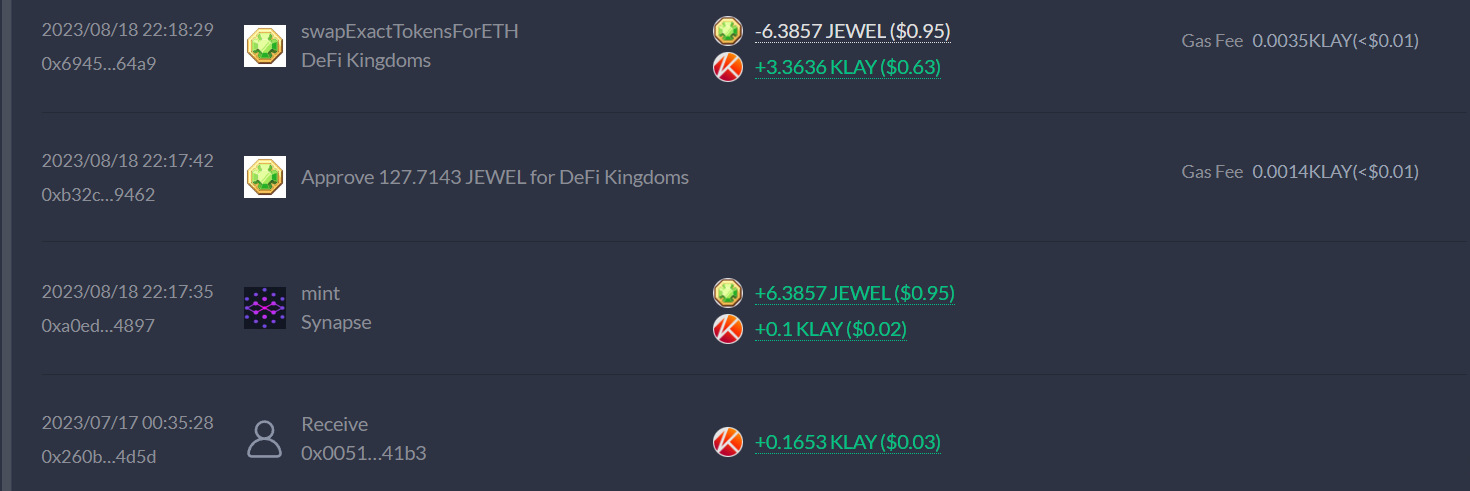 2023/08/18 22:18:29
0x6945...64a9
swapExactTokensForETH
DeFi Kingdoms
-6.3857 JEWEL ($0.95)
+3.3636 KLAY ($0.63)
Gas Fee 0.0035KLAY(<$0.01)
2023/08/18 22:17:42
0xb32c...9462
Approve 127.7143 JEWEL for DeFi Kingdoms
Gas Fee 0.0014KLAY(<$0.01)
2023/08/18 22:17:35
0xa0ed...4897
mint
Synapse
+6.3857 JEWEL ($0.95)
+0.1 KLAY ($0.02)
2023/07/17 00:35:28
0x260b...4d5d
Receive
0x0051...41b3
+0.1653 KLAY ($0.03)